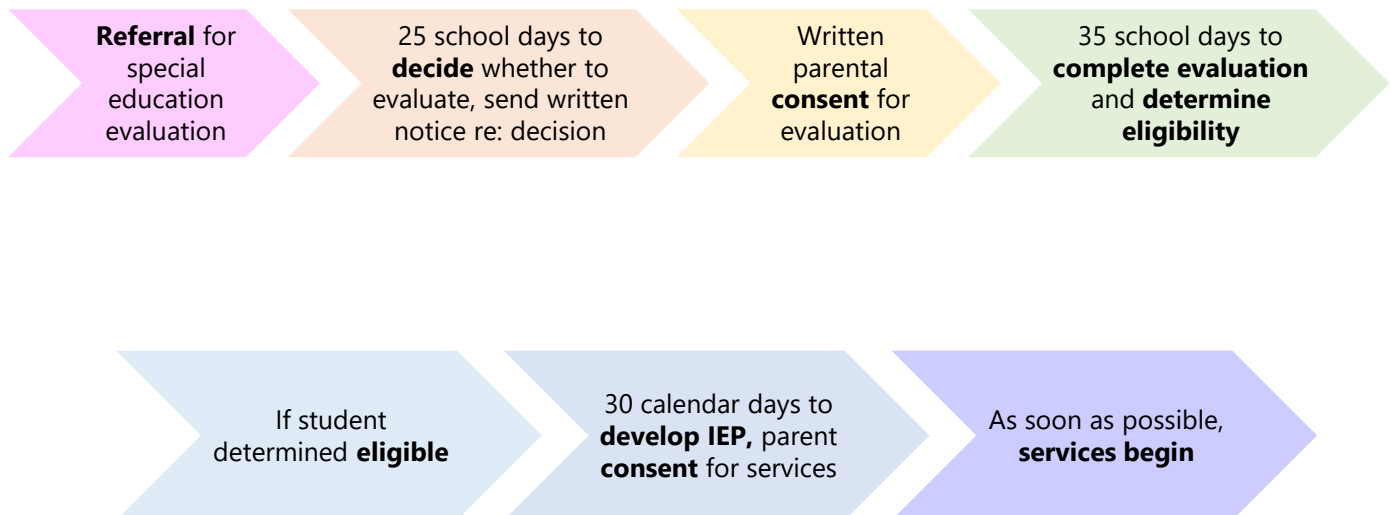 Referral for
special
education
evaluation
25 school days to
decide whether to
evaluate, send written
notice re: decision
Written
parental
consent for
evaluation
35 school days to
complete evaluation
and determine
eligibility
If student
determined eligible
30 calendar days to
develop IEP, parent
consent for services
As soon as possible,
services begin